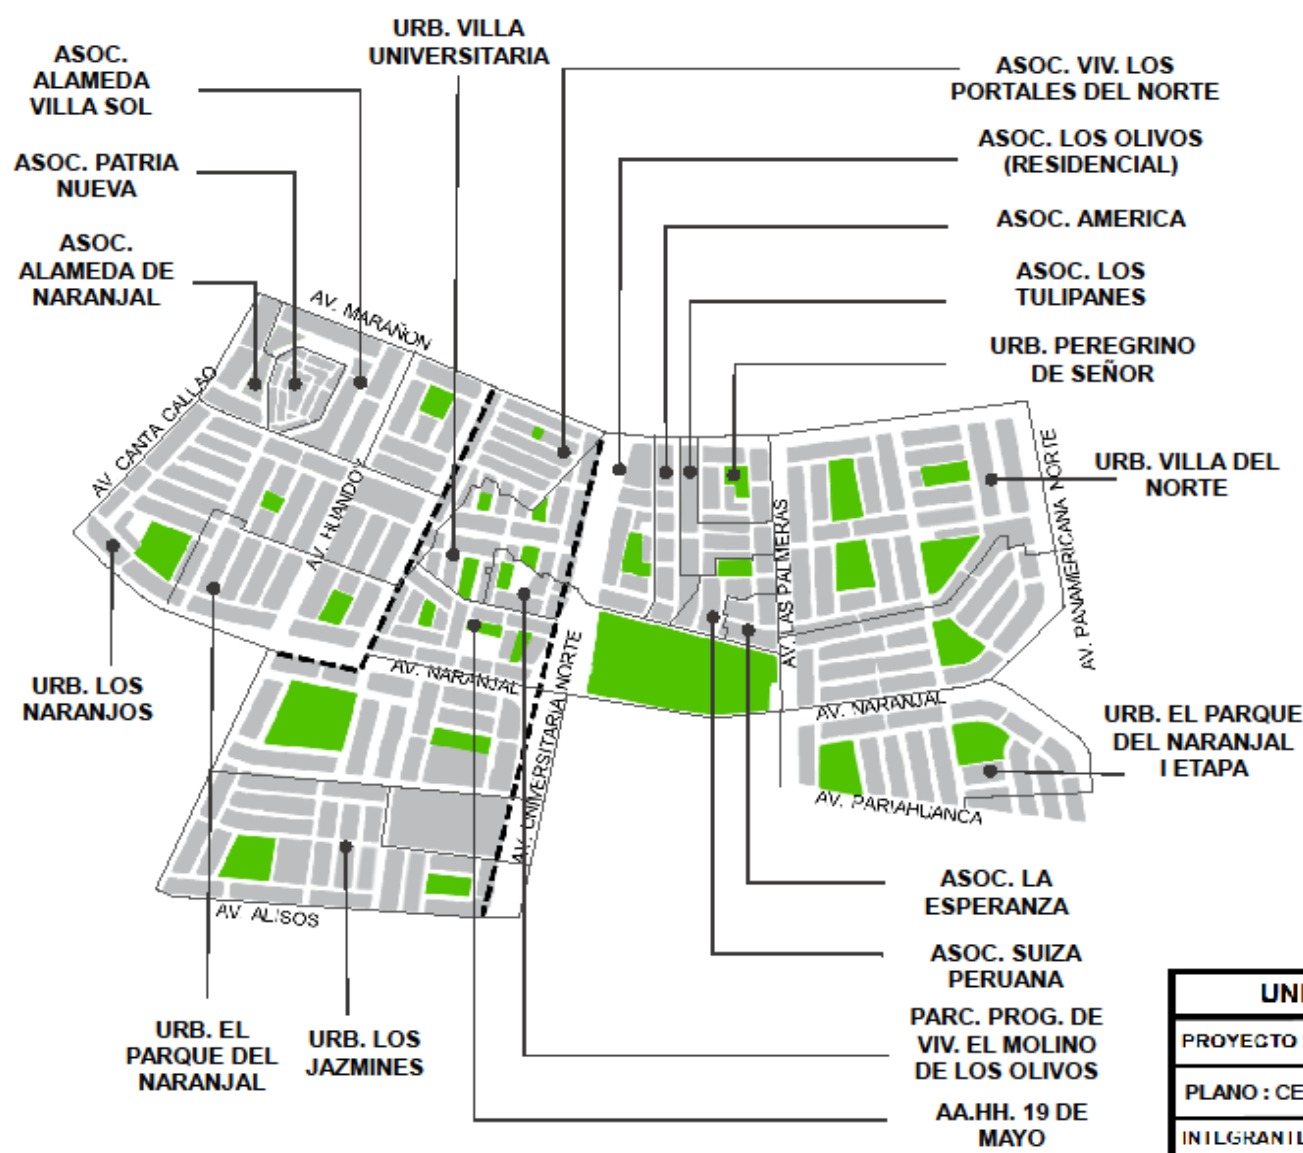 URB. VILLA
UNIVERSITARIA
ASOC.
ALAMEDA
VILLA SOL
ASOC. VIV. LOS
PORTALES DEL NORTE
ASOC. PATRIA
NUEVA
ASOC. LOS OLIVOS
(RESIDENCIAL)
ASOC. AMERICA
ASOC.
ALAMEDA DE
NARANJAL
ASOC. LOS
TULIPANES
URB. PEREGRINO
DE SEÑOR
AV. MARAÑON
AV. CANTA CALLAO
AV. HUANDOY
AV. LAS PALMERAS
AV. PANAMERICANA NORTE
URB. VILLA DEL
NORTE
URB. LOS
NARANJOS
AV. NARANJAL
AV. UNIVERSITARIA NORTE
AV. NARANJAL
URB. EL PARQUE
DEL NARANJAL
I ETAPA
AV. PARIAHUANCA
AV. ALISOS
ASOC. LA
ESPERANZA
ASOC. SUIZA
PERUANA
URB. EL
PARQUE DEL
NARANJAL
URB. LOS
JAZMINES
PARC. PROG. DE
VIV. EL MOLINO
DE LOS OLIVOS
AA.HH. 19 DE
MAYO
UNI
PROYECTO
PLANO : CE
INTEGRANTE